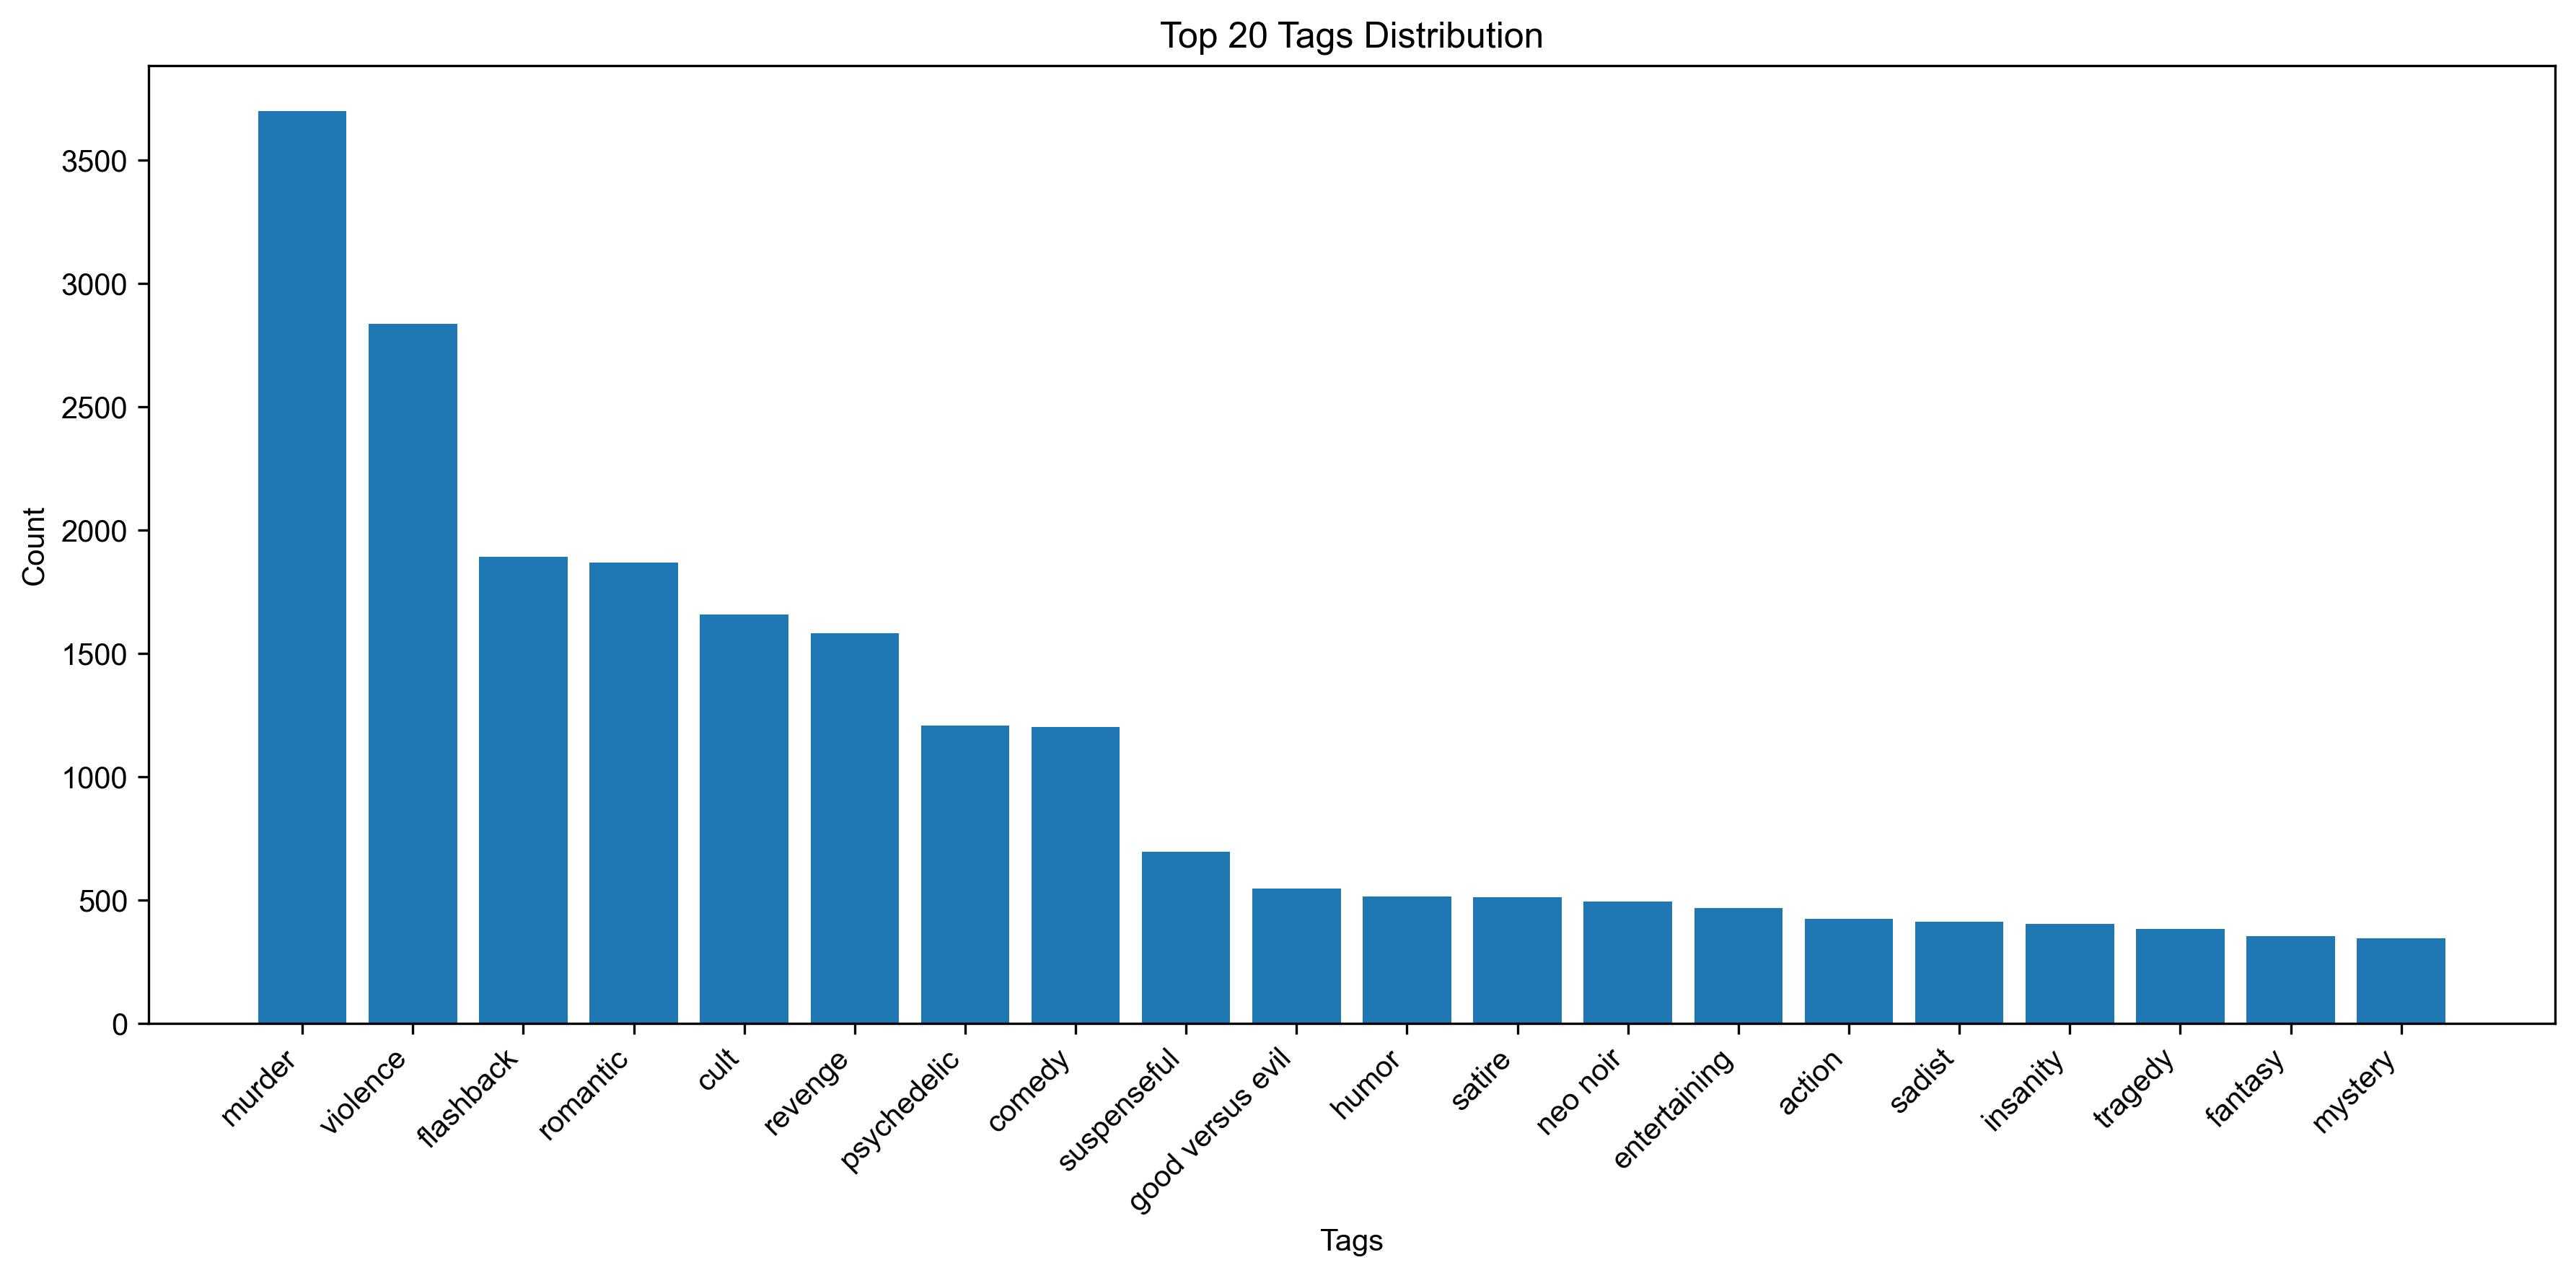 Top 20 Tags Distribution
Count
3500
3000
2500
2000
1500
1000
500
0
murder
violence
flashback
romantic
cult
revenge
psychedelic
comedy
suspenseful
good versus evil
humor
satire
neo noir
entertaining
action
sadist
insanity
tragedy
fantasy
mystery
Tags